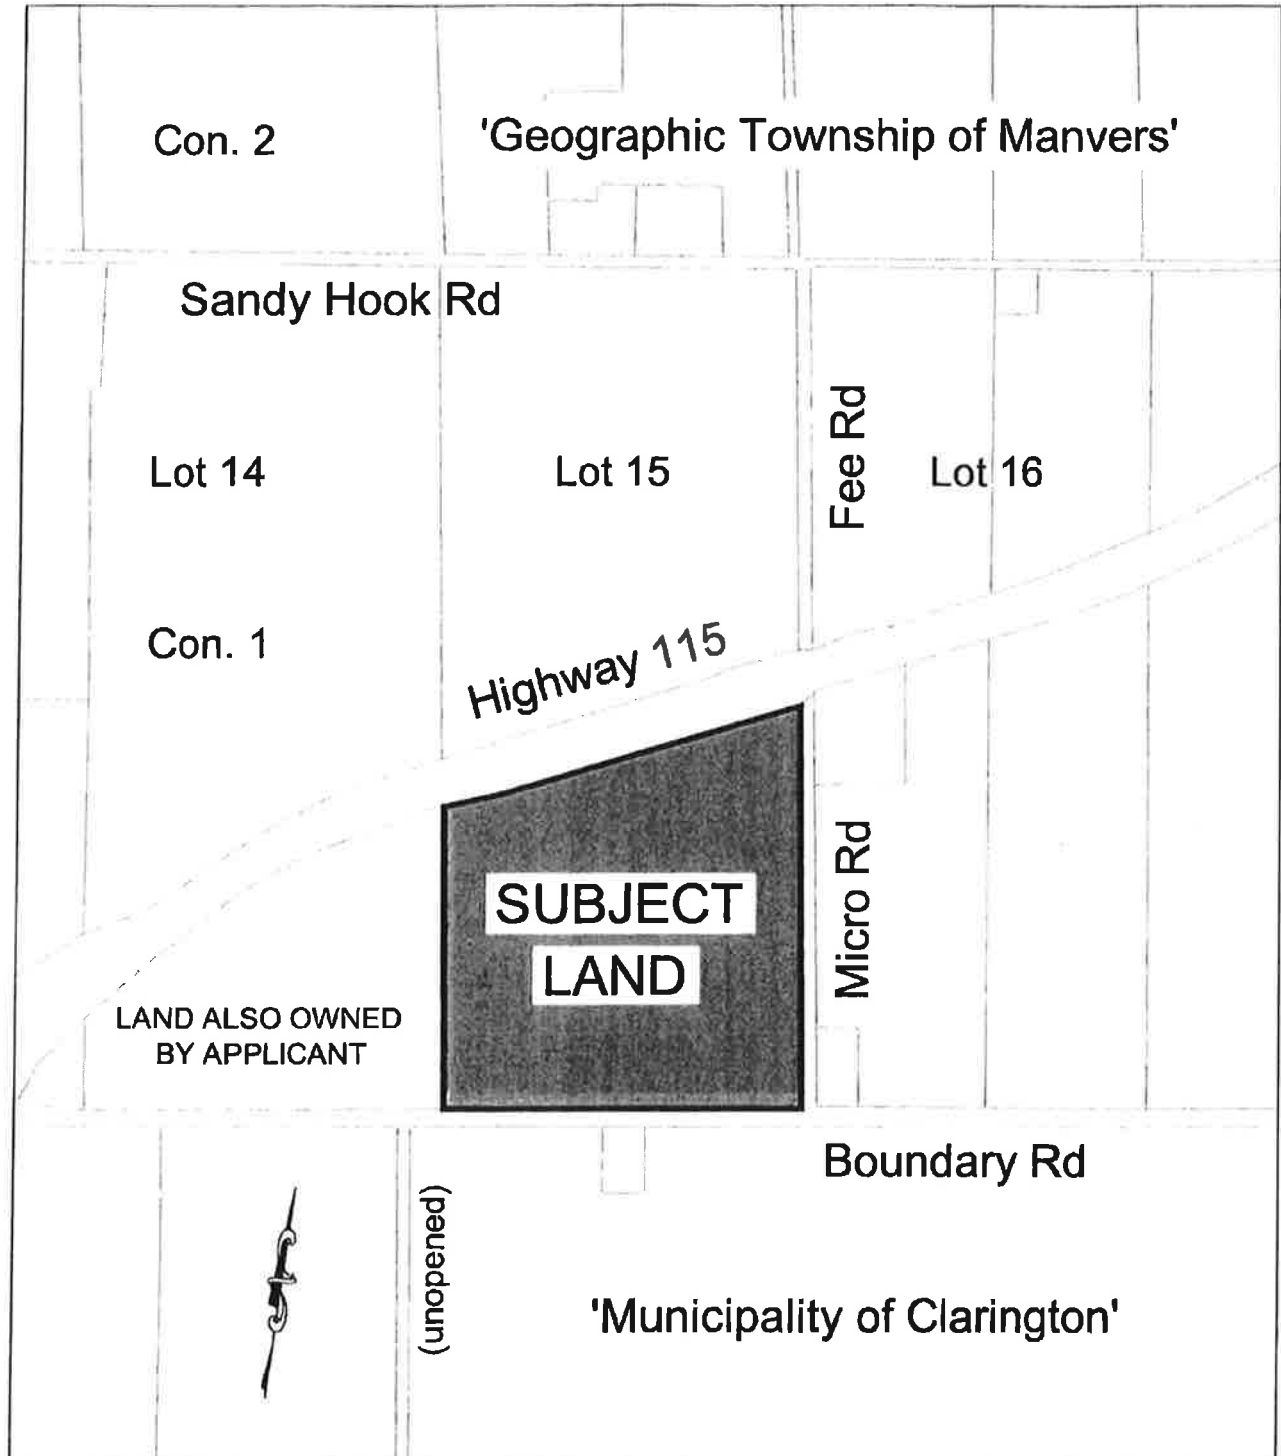 Con. 2
'Geographic Township of Manvers'
Sandy Hook Rd
Lot 14
Lot 15
Fee Rd
Lot 16
Con. 1
Highway 115
SUBJECT
LAND
Micro Rd
LAND ALSO OWNED
BY APPLICANT
Boundary Rd
(unopened)
'Municipality of Clarington'